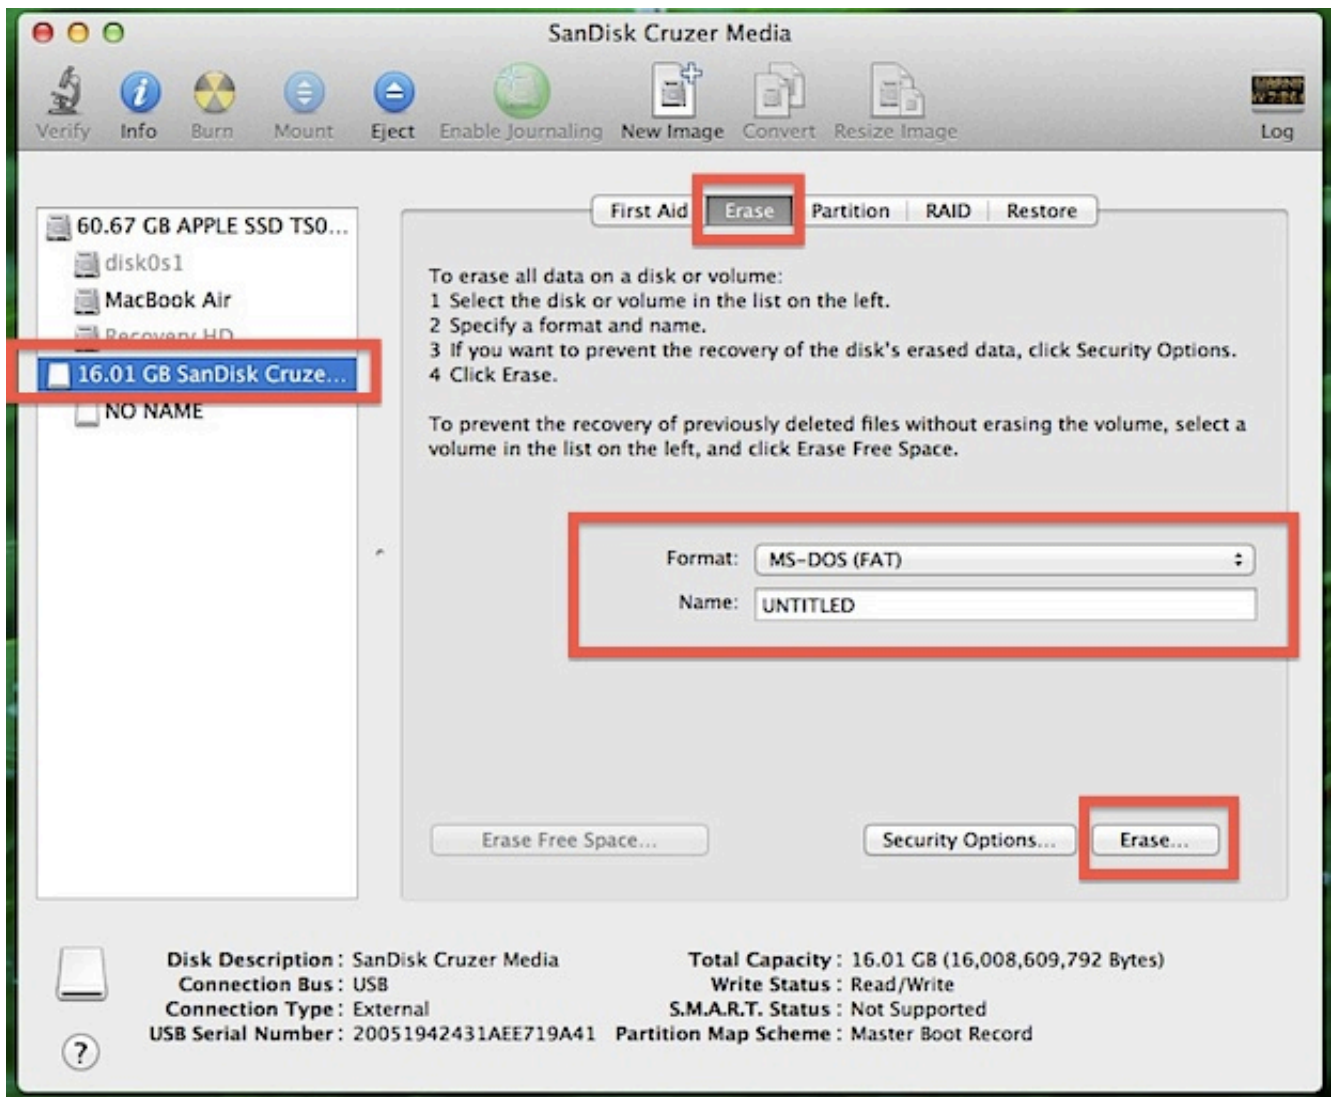 SanDisk Cruzer Media
Verify Info Burn Mount Eject Enable Journaling New Image Convert Resize Image Log
First Aid Erase Partition RAID Restore
60.67 GB APPLE SSD TS0...
disk0s1
MacBook Air
Recovery HD
16.01 GB SanDisk Cruze...
NO NAME
To erase all data on a disk or volume:
1 Select the disk or volume in the list on the left.
2 Specify a format and name.
3 If you want to prevent the recovery of the disk's erased data, click Security Options.
4 Click Erase.
To prevent the recovery of previously deleted files without erasing the volume, select a
volume in the list on the left, and click Erase Free Space.
Format: MS-DOS (FAT)
Name: UNTITLED
Erase Free Space... Security Options... Erase...
Disk Description : SanDisk Cruzer Media
Connection Bus : USB
Connection Type : External
USB Serial Number : 20051942431AEE719A41
Total Capacity : 16.01 GB (16,008,609,792 Bytes)
Write Status : Read/Write
S.M.A.R.T. Status : Not Supported
Partition Map Scheme : Master Boot Record
?